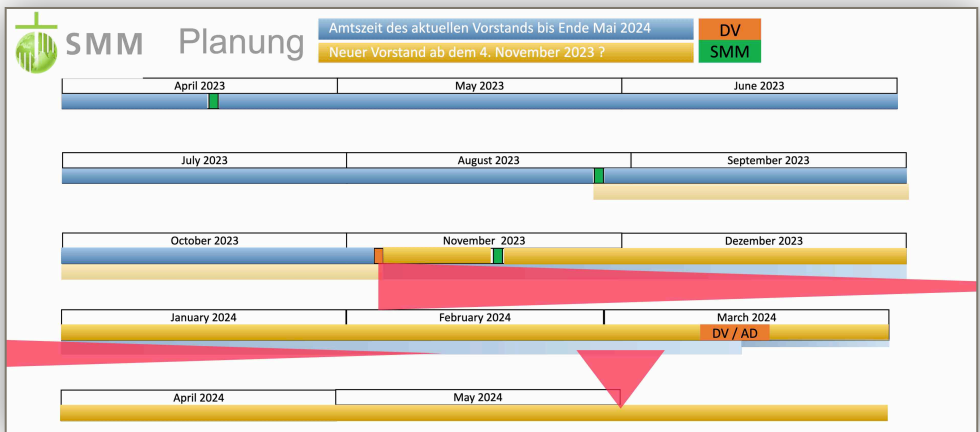 SMM Planung
Amtszeit des aktuellen Vorstands bis Ende Mai 2024
DV
Neuer Vorstand ab dem 4. November 2023 ?
SMM
April 2023 May 2023 June 2023
July 2023 August 2023 September 2023
October 2023 November 2023 Dezember 2023
January 2024 February 2024 March 2024
DV / AD
April 2024 May 2024